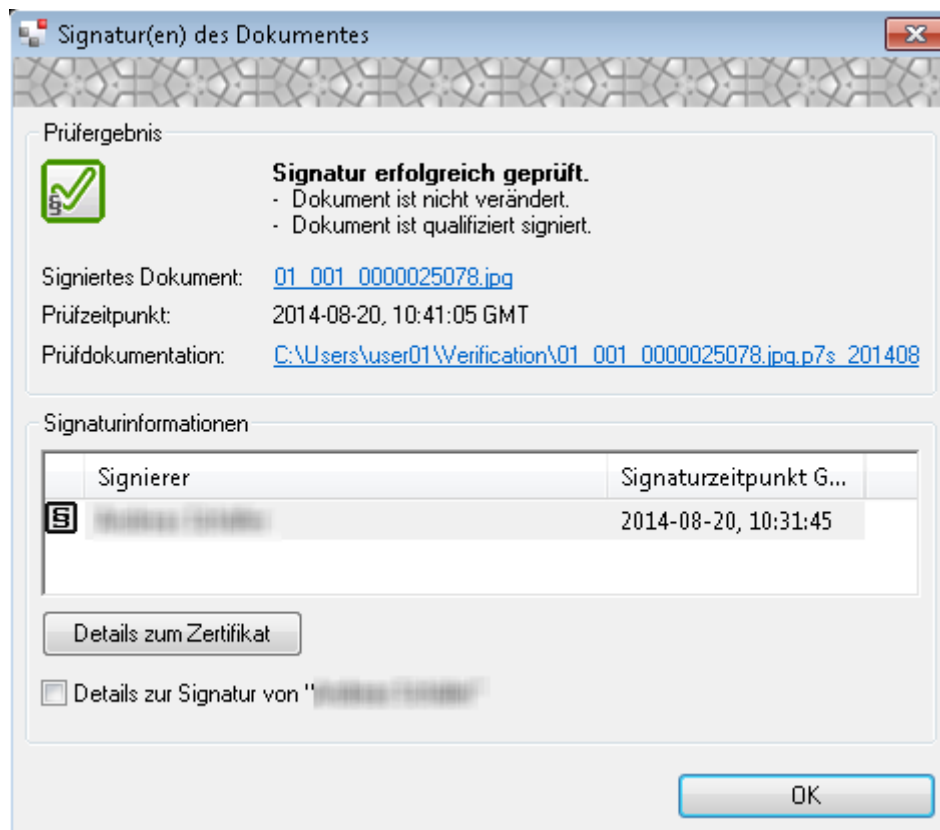 Signatur(en) des Dokumentes
Prüfergebnis
Signatur erfolgreich geprüft.
- Dokument ist nicht verändert.
- Dokument ist qualifiziert signiert.
Signiertes Dokument: 01_001_0000025078.jpg
Prüfzeitpunkt: 2014-08-20, 10:41:05 GMT
Prüfdokumentation: C:\Users\user01\Verification\01_001_0000025078.jpg.p7s_201408
Signaturinformationen
Signierer Signaturzeitpunkt G...
§ 2014-08-20, 10:31:45
Details zum Zertifikat
Details zur Signatur von "
OK